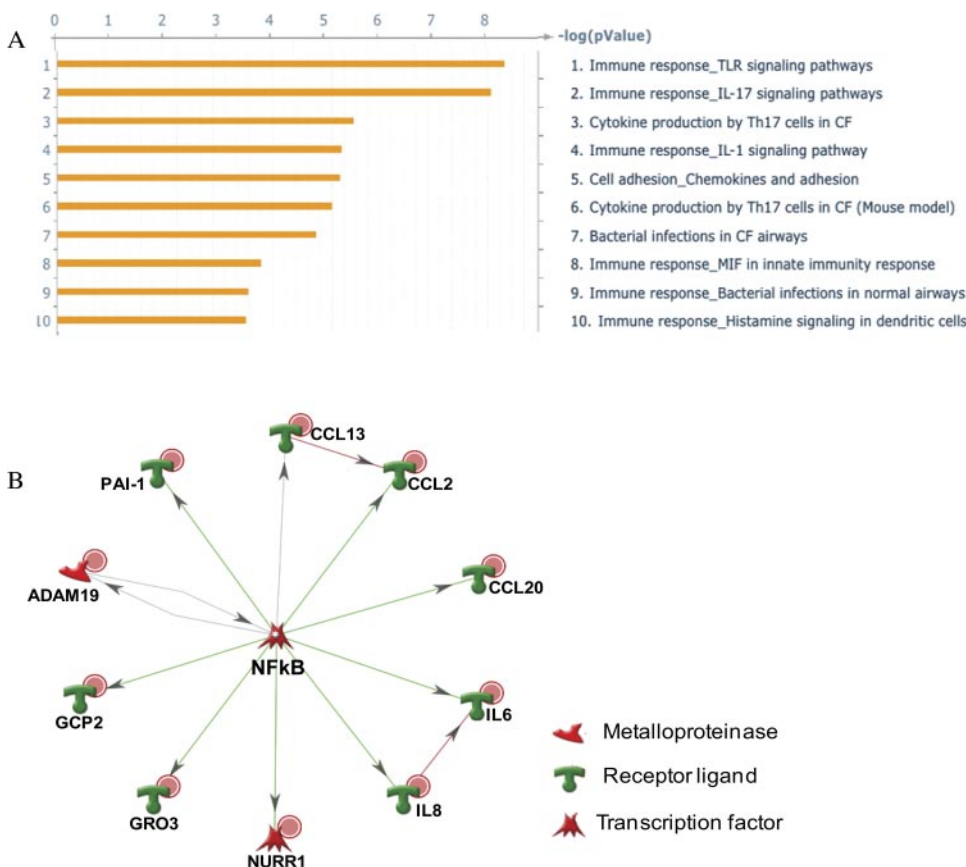 A
0 1 2 3 4 5 6 7 8
-log(pValue)
1
2
3
4
5
6
7
8
9
10
1. Immune response_TLR signaling pathways
2. Immune response_IL-17 signaling pathways
3. Cytokine production by Th17 cells in CF
4. Immune response_IL-1 signaling pathway
5. Cell adhesion_Chemokines and adhesion
6. Cytokine production by Th17 cells in CF (Mouse model)
7. Bacterial infections in CF airways
8. Immune response_MIF in innate immunity response
9. Immune response_Bacterial infections in normal airways
10. Immune response_Histamine signaling in dendritic cells
B
CCL13
PAI-1
CCL2
ADAM19
CCL20
NFkB
GCP2
IL6
GRO3
IL8
NURR1
Metalloproteinase
Receptor ligand
Transcription factor